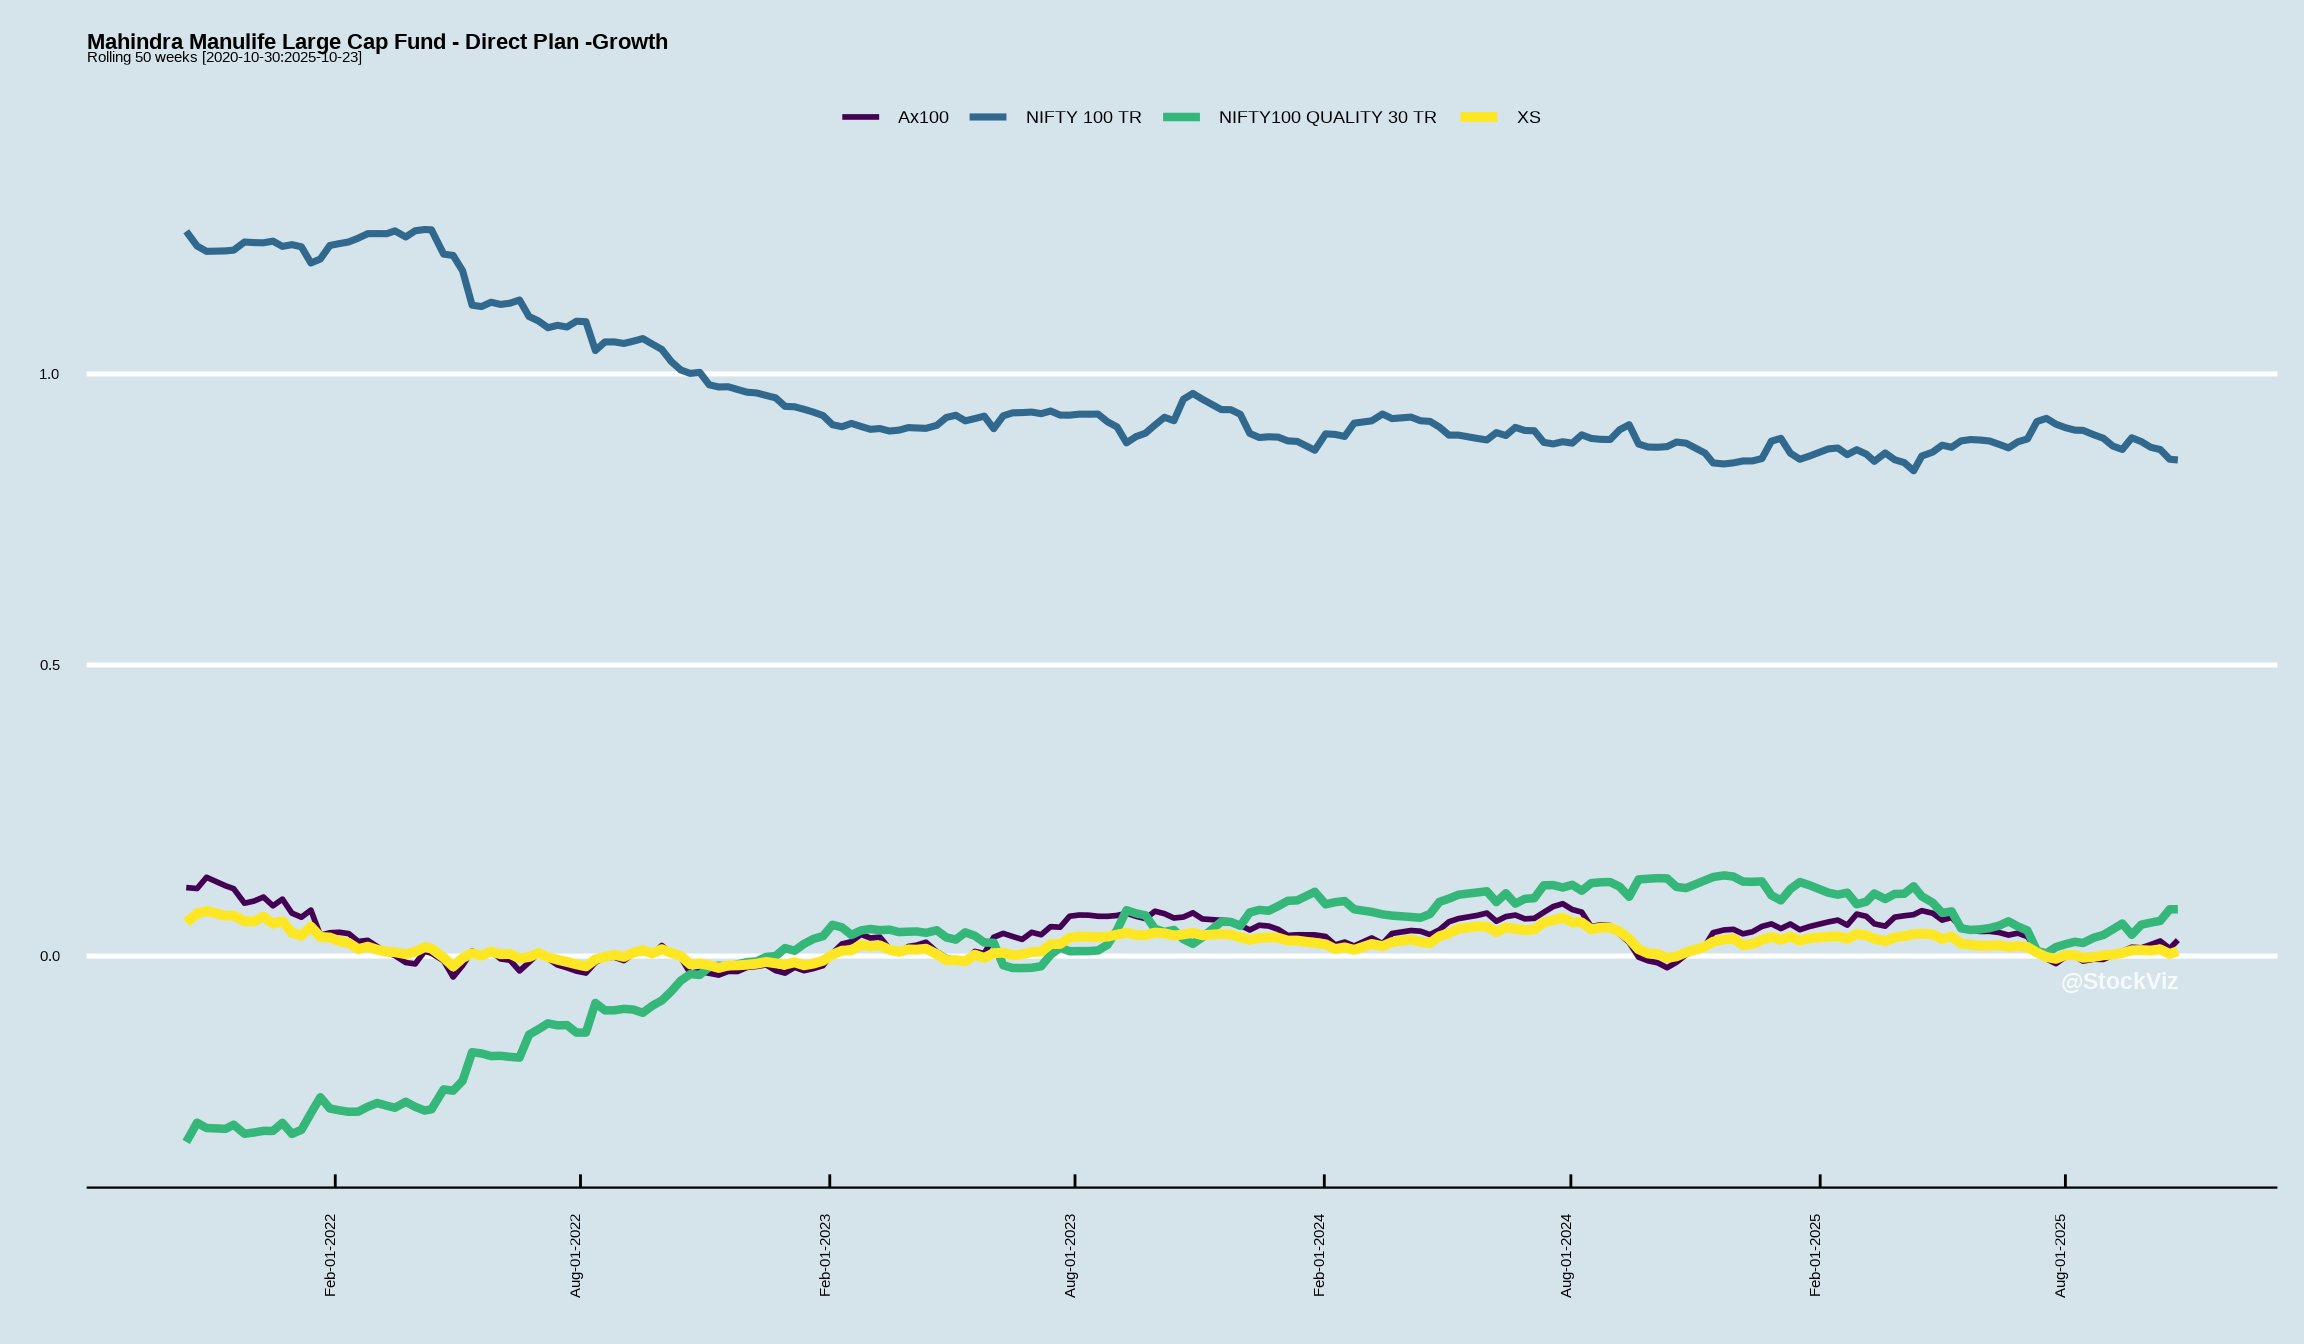 Mahindra Manulife Large Cap Fund - Direct Plan -Growth
Rolling 50 weeks [2020-10-30:2025-10-23]
Ax100 NIFTY 100 TR NIFTY100 QUALITY 30 TR XS
1.0
0.5
0.0
@StockViz
Feb-01-2022 Aug-01-2022 Feb-01-2023 Aug-01-2023 Feb-01-2024 Aug-01-2024 Feb-01-2025 Aug-01-2025